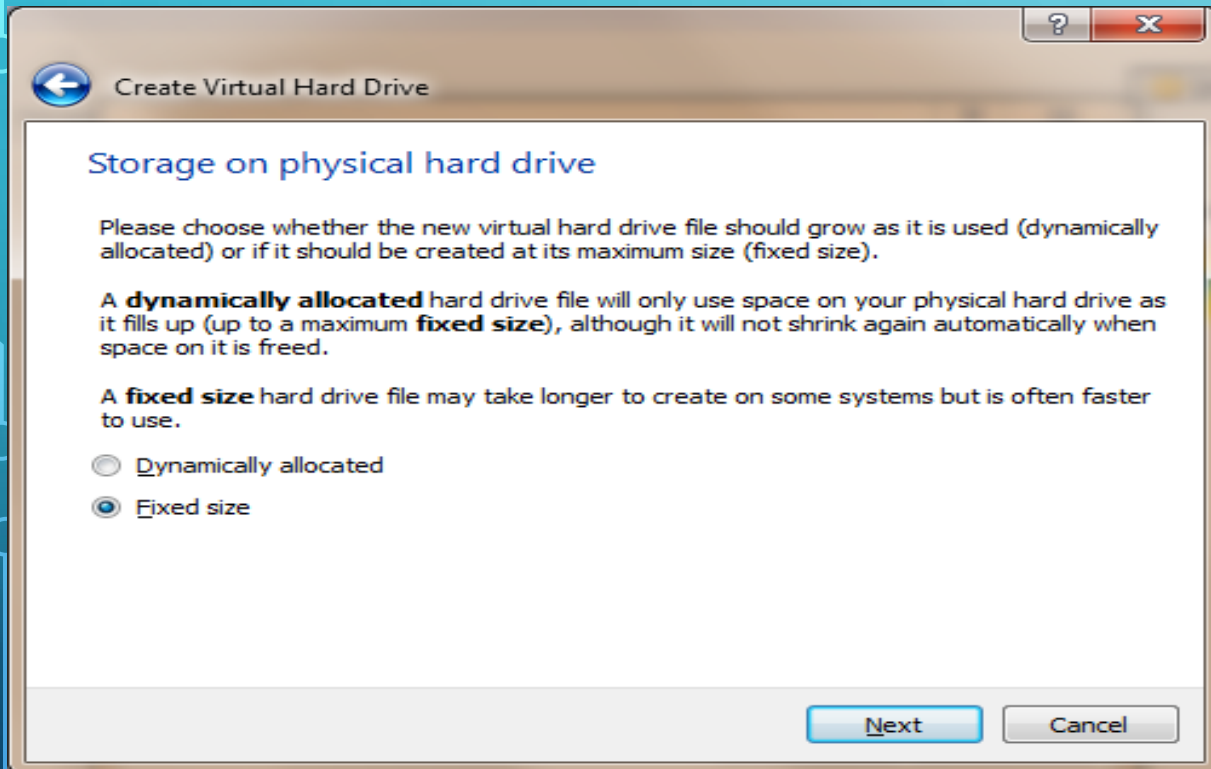 ?
X
Create Virtual Hard Drive
Storage on physical hard drive
Please choose whether the new virtual hard drive file should grow as it is used (dynamically
allocated) or if it should be created at its maximum size (fixed size).
A dynamically allocated hard drive file will only use space on your physical hard drive as
it fills up (up to a maximum fixed size), although it will not shrink again automatically when
space on it is freed.
A fixed size hard drive file may take longer to create on some systems but is often faster
to use.
Dynamically allocated
Fixed size
Next
Cancel